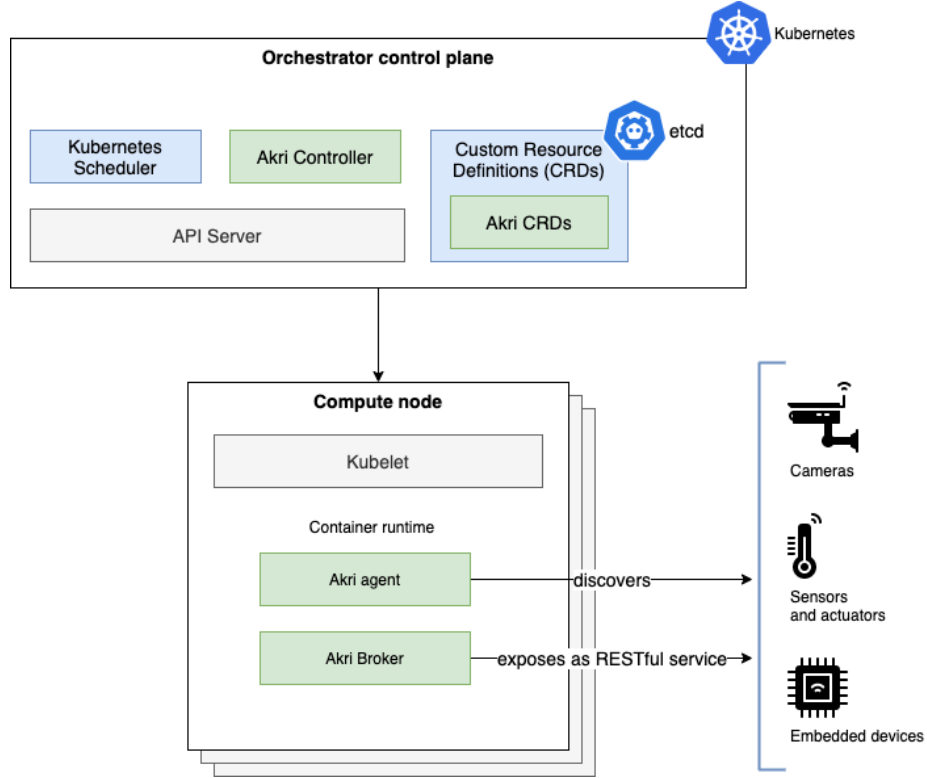 Kubernetes
Orchestrator control plane
etcd
Kubernetes
Scheduler
Akri Controller
Custom Resource
Definitions (CRDs)
Akri CRDs
API Server
Compute node
Kubelet
Container runtime
Akri agent
discovers
Akri Broker
exposes as RESTful service
Cameras
Sensors
and actuators
Embedded devices